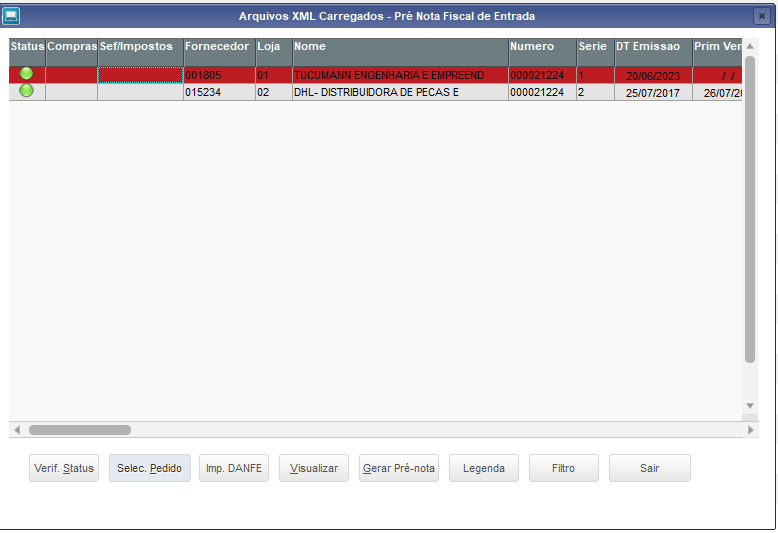 Arquivos XML Carregados - Pré Nota Fiscal de Entrada
Status Compras Sef/Impostos Fornecedor Loja Nome Numero Serie DT Emissao Prim Ven
001805 01 TUCUMANN ENGENHARIA E EMPREEND 000021224 1 20/06/2023 / /
015234 02 DHL- DISTRIBUIDORA DE PECAS E 000021224 2 25/07/2017 26/07/20
Verif. Status Selec. Pedido Imp. DANFE Visualizar Gerar Pré-nota Legenda Filtro Sair